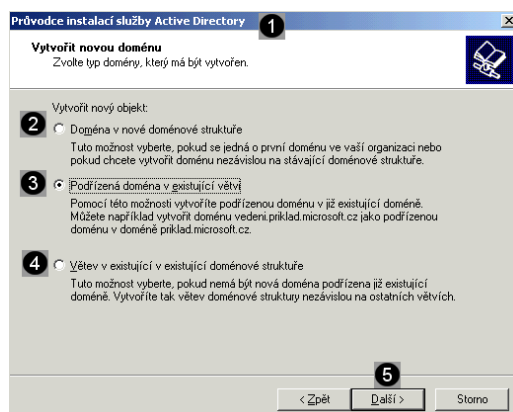 Průvodce instalací služby Active Directory
1
Vytvořit novou doménu
Zvolte typ domény, který má být vytvořen.
Vytvořit nový objekt:
2
Doména v nové doménové struktuře
Tuto možnost vyberte, pokud se jedná o první doménu ve vaší organizaci nebo
pokud chcete vytvořit doménu nezávislou na stávající doménové struktuře.
3
Podřízená doména v existující větvi
Pomocí této možnosti vytvoříte podřízenou doménu v již existující doméně.
Můžete například vytvořit doménu vedeni.priklad.microsoft.cz jako podřízenou
doménu v doméně priklad.microsoft.cz.
4
Větev v existující v existující doménové struktuře
Tuto možnost vyberte, pokud nemá být nová doména podřízena již existující
doméně. Vytvoříte tak větev doménové struktury nezávislou na ostatních větvích.
5
< Zpět Další > Storno